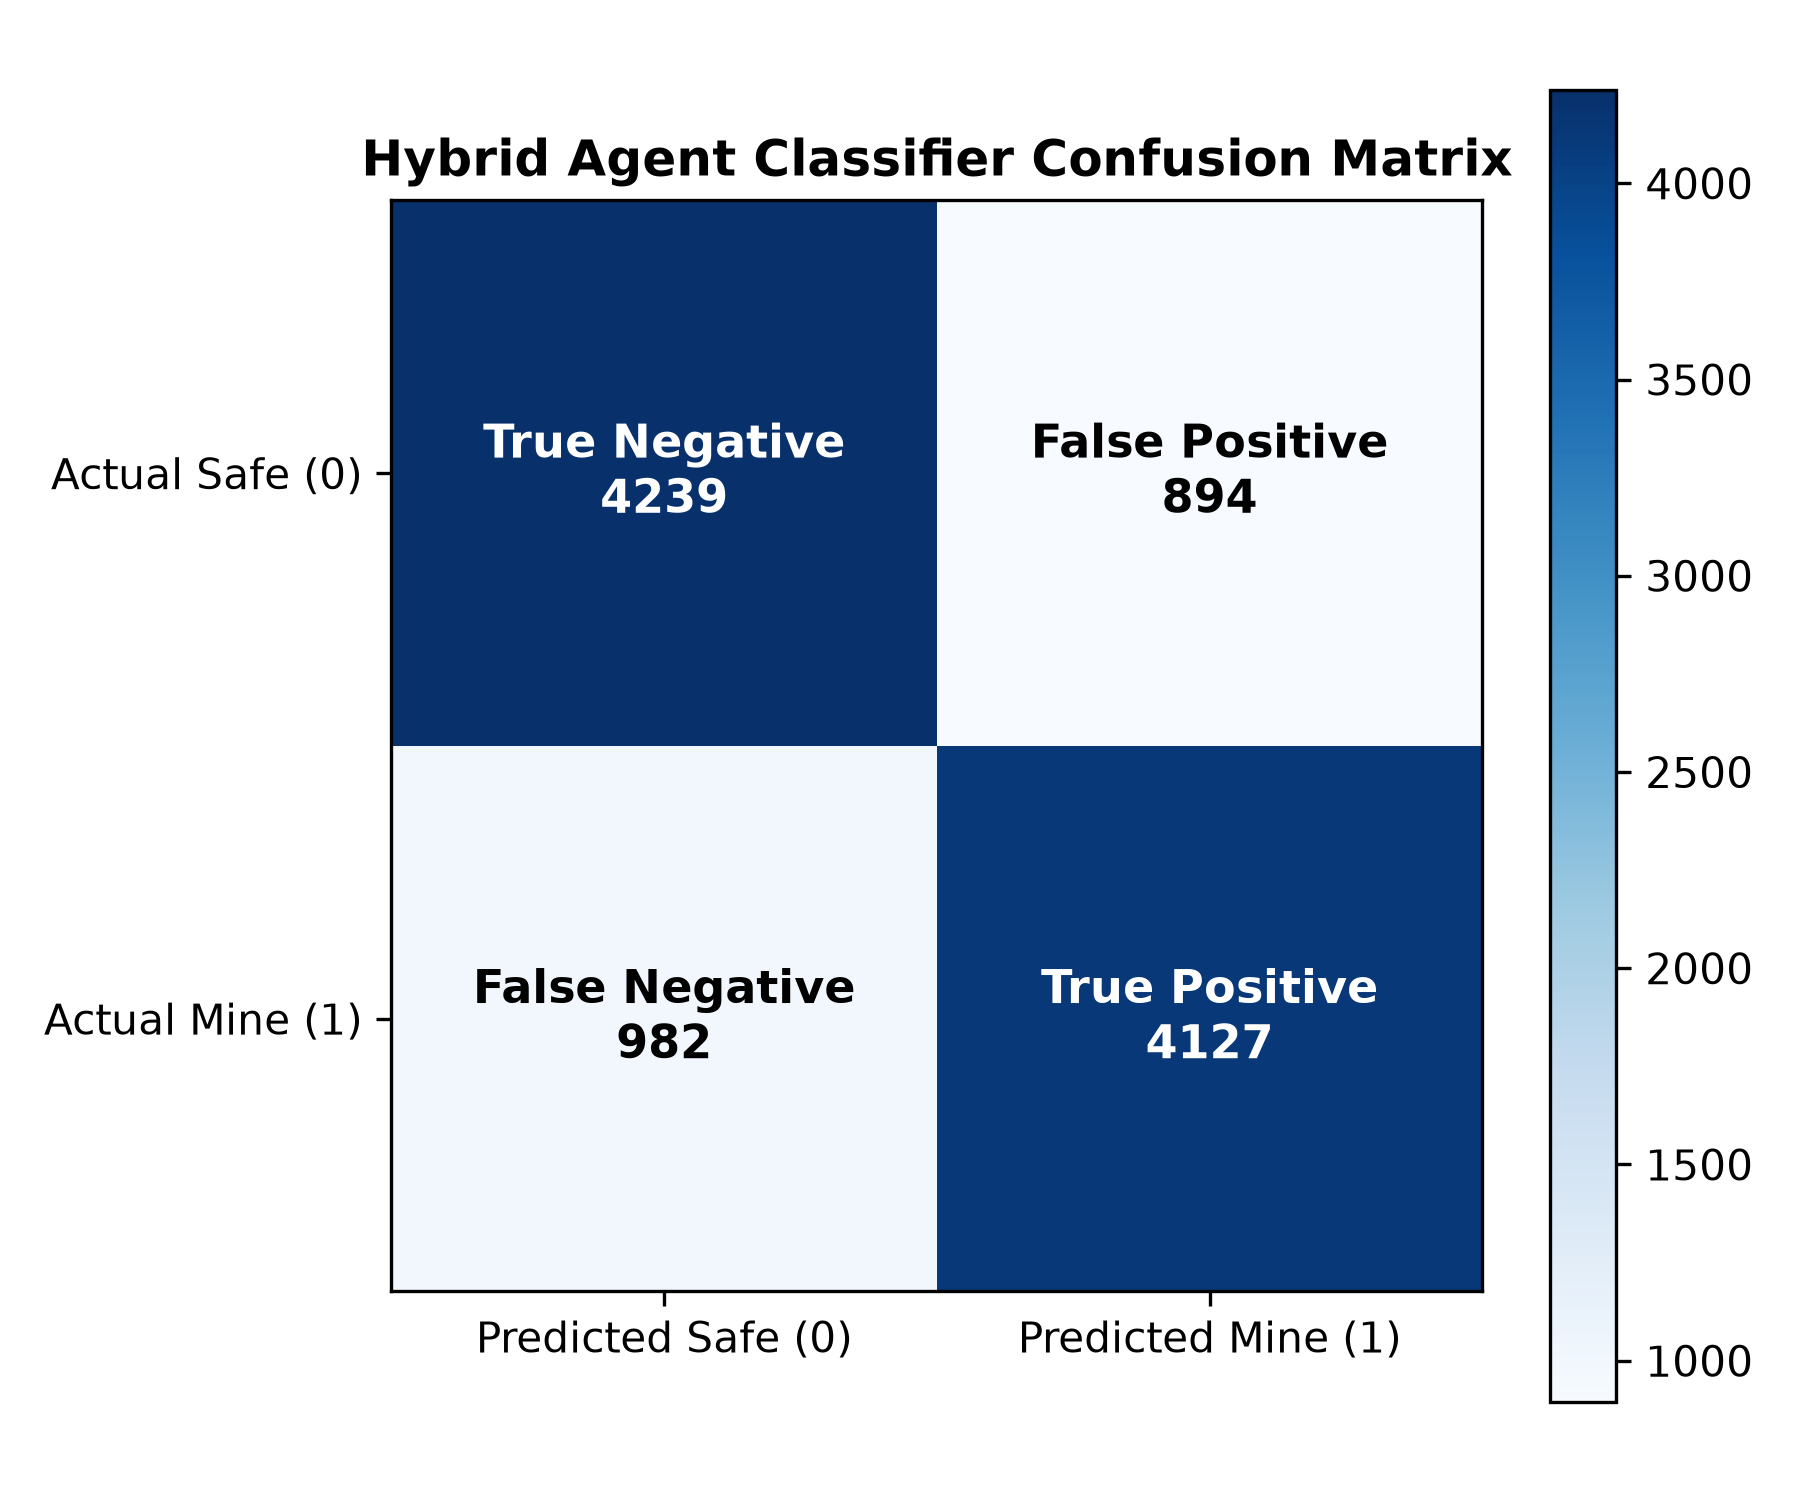 Hybrid Agent Classifier Confusion Matrix
Actual Safe (0)
True Negative
4239
False Positive
894
Actual Mine (1)
False Negative
982
True Positive
4127
Predicted Safe (0)
Predicted Mine (1)
4000
3500
3000
2500
2000
1500
1000